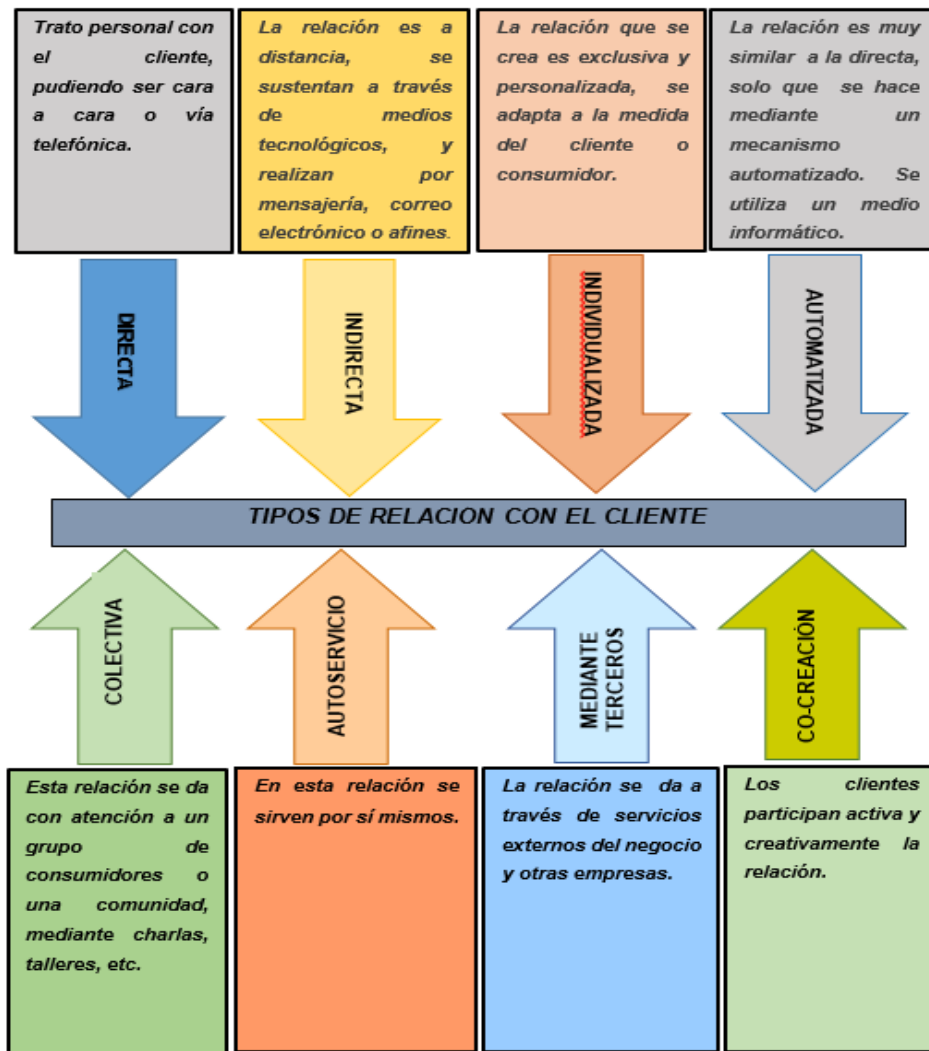 Trato personal con
el cliente,
pudiendo ser cara
a cara o vía
telefónica.
La relación es a
distancia, se
sustentan a través
de medios
tecnológicos, y
realizan por
mensajería, correo
electrónico o afines.
La relación que se
crea es exclusiva y
personalizada, se
adapta a la medida
del cliente o
consumidor.
La relación es muy
similar a la directa,
solo que se hace
mediante un
mecanismo
automatizado. Se
utiliza un medio
informático.
DIRECTA
INDIRECTA
INDIVIDUALIZADA
AUTOMATIZADA
TIPOS DE RELACION CON EL CLIENTE
COLECTIVA
AUTOSERVICIO
MEDIANTE
TERCEROS
CO-CREACIÓN
Esta relación se da
con atención a un
grupo de
consumidores o
una comunidad,
mediante charlas,
talleres, etc.
En esta relación se
sirven por sí mismos.
La relación se da a
través de servicios
externos del negocio
y otras empresas.
Los clientes
participan activa y
creativamente la
relación.